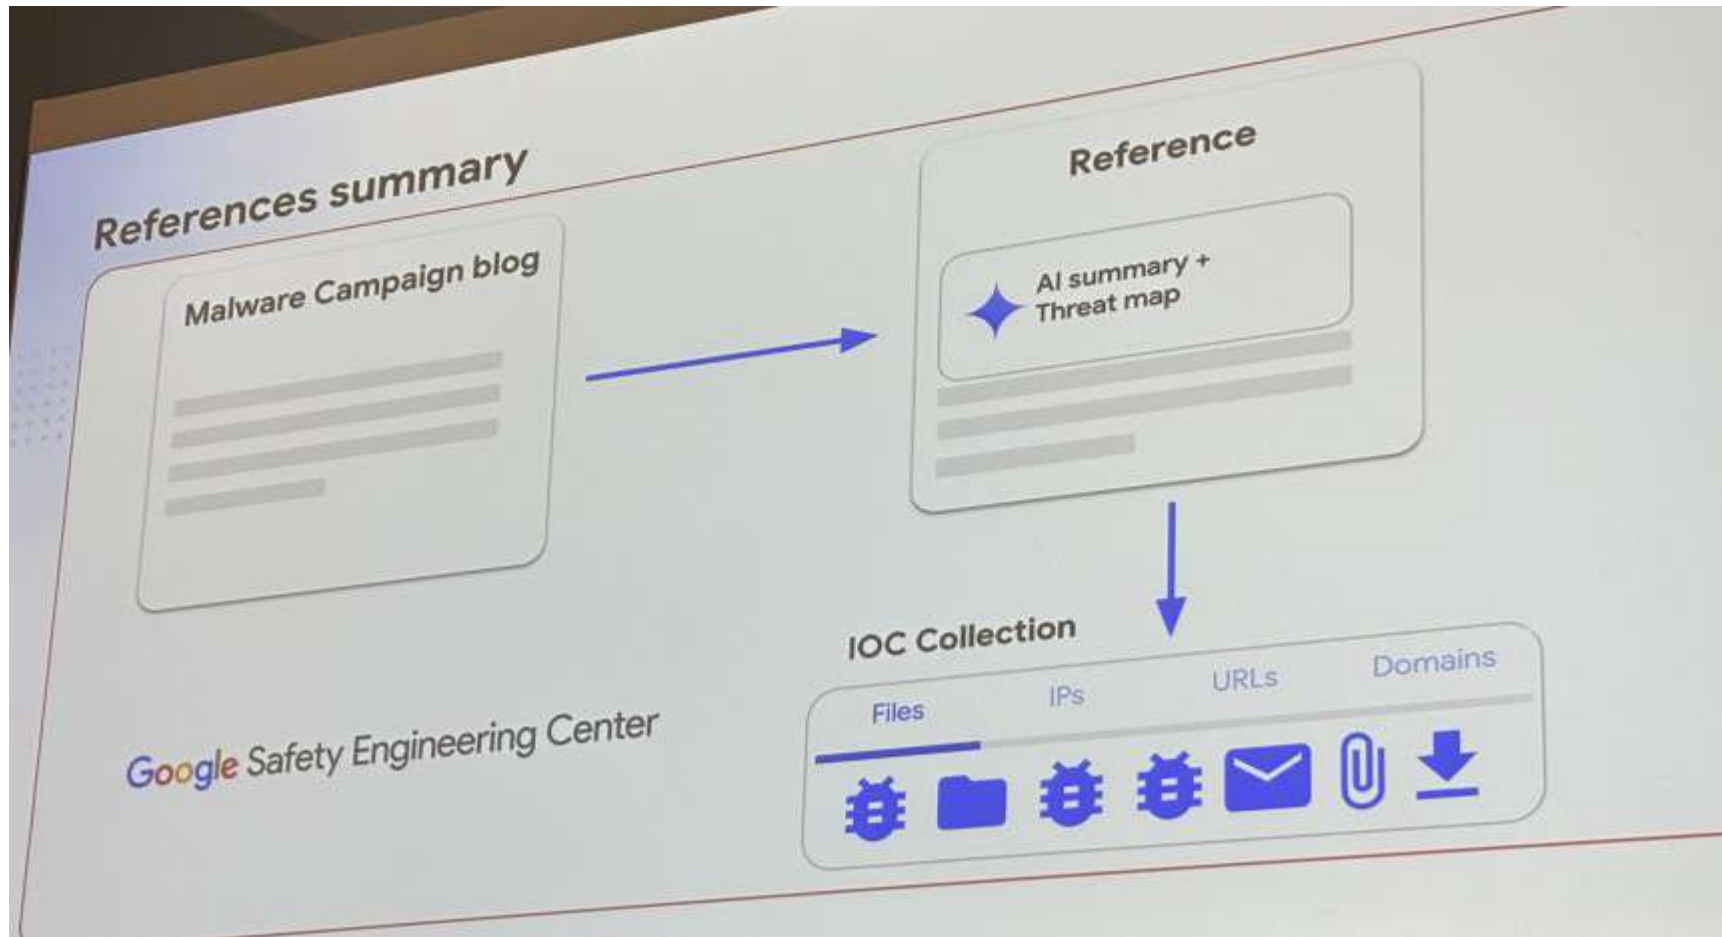 References summary
Malware Campaign blog
Reference
AI summary +
Threat map
IOC Collection
Files
IPs
URLs
Domains
Google Safety Engineering Center